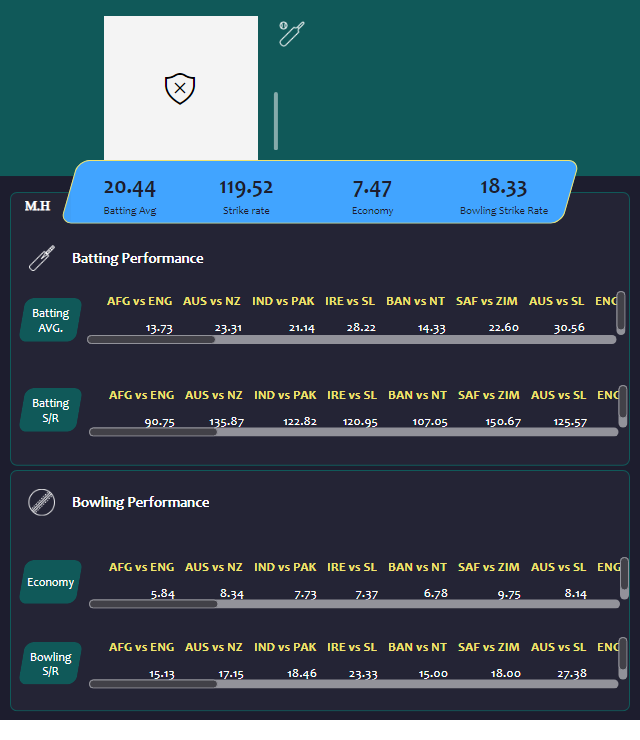 20.44 119.52 7.47 18.33
Batting Avg Strike rate Economy Bowling Strike Rate
M.H
Batting Performance
AFG vs ENG AUS vs NZ IND vs PAK IRE vs SL BAN vs NT SAF vs ZIM AUS vs SL ENG
Batting
AVG.
13.73 23.31 21.14 28.22 14.33 22.60 30.56
AFG vs ENG AUS vs NZ IND vs PAK IRE vs SL BAN vs NT SAF vs ZIM AUS vs SL ENG
Batting
S/R
90.75 135.87 122.82 120.95 107.05 150.67 125.57
Bowling Performance
AFG vs ENG AUS vs NZ IND vs PAK IRE vs SL BAN vs NT SAF vs ZIM AUS vs SL ENG
Economy
5.84 8.34 7.73 7.37 6.78 9.75 8.14
AFG vs ENG AUS vs NZ IND vs PAK IRE vs SL BAN vs NT SAF vs ZIM AUS vs SL ENG
Bowling
S/R
15.13 17.15 18.46 23.33 15.00 18.00 27.38